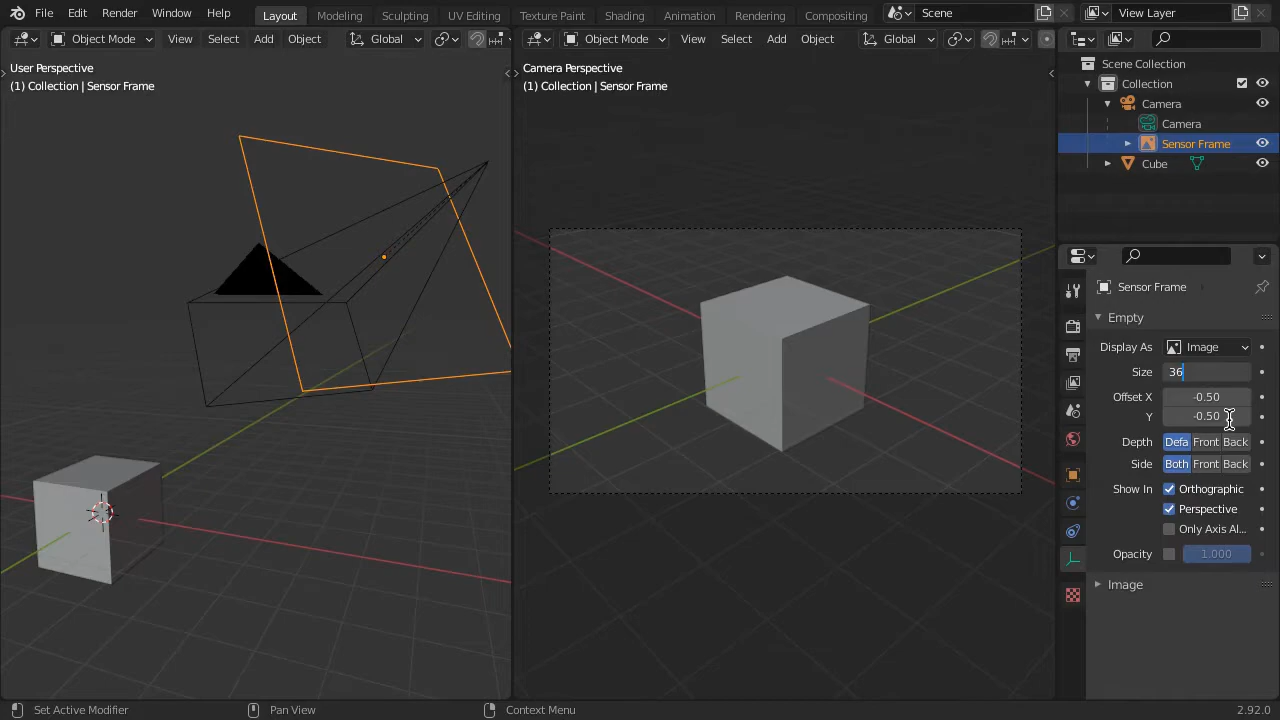 File Edit Render Window Help Layout Modeling Sculpting UV Editing Texture Paint Shading Animation Rendering Compositing Scene View Layer
Object Mode View Select Add Object Global
Object Mode View Select Add Object Global
User Perspective
(1) Collection | Sensor Frame
Camera Perspective
(1) Collection | Sensor Frame
Scene Collection
Collection
Camera
Camera
Sensor Frame
Cube
Sensor Frame
Empty
Display As Image
Size 36
Offset X -0.50
Y -0.50
Depth Defa Front Back
Side Both Front Back
Show In Orthographic
Perspective
Only Axis Al...
Opacity 1.000
Image
Set Active Modifier Pan View Context Menu 2.92.0